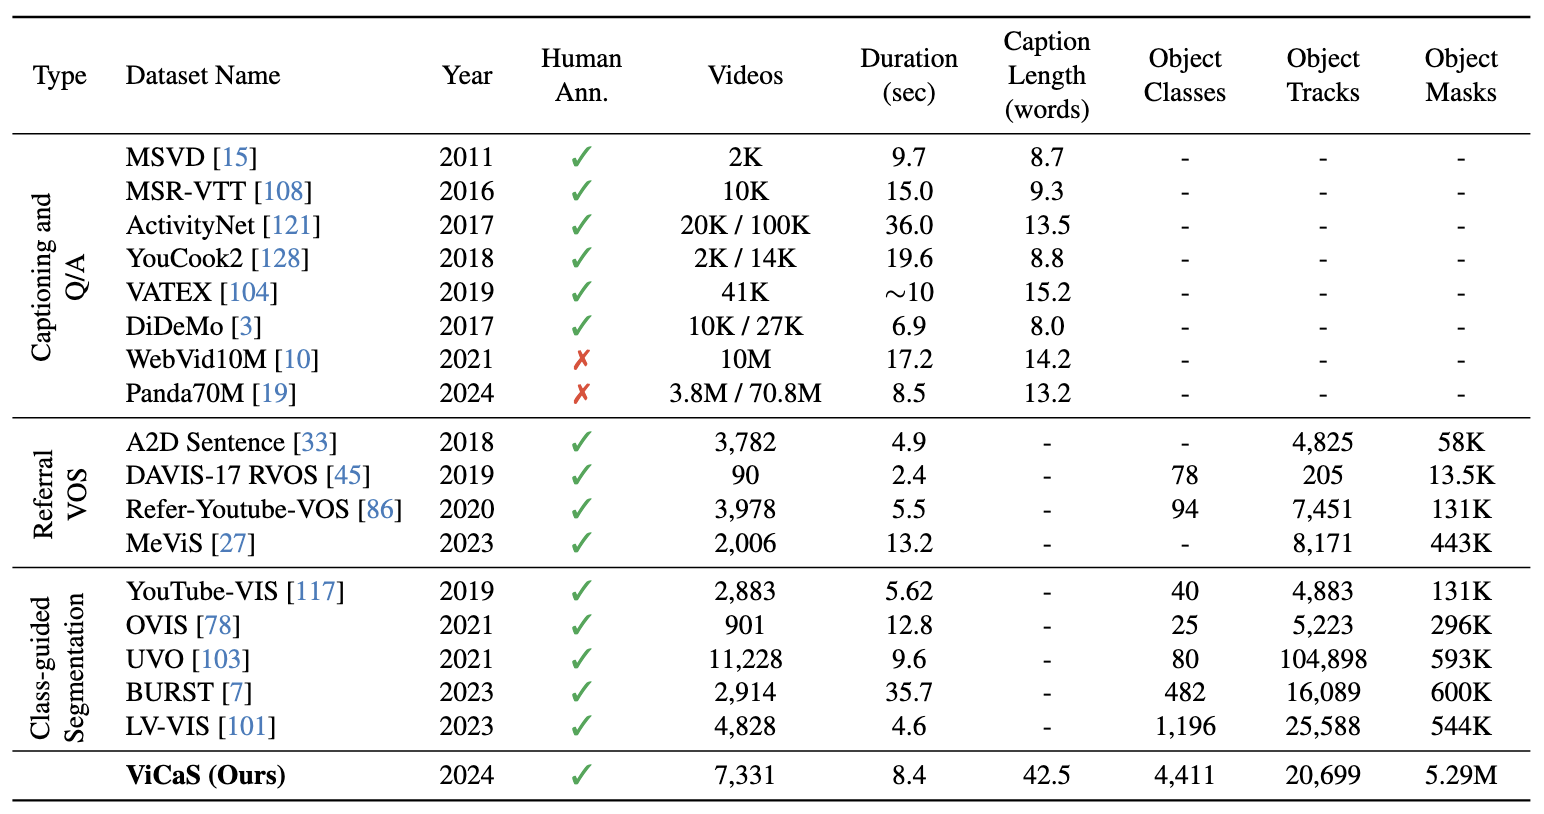 Type Dataset Name Year Human Ann. Videos Duration (sec) Caption Length (words) Object Classes Object Tracks Object Masks
Captioning and Q/A
MSVD [15] 2011 ✓ 2K 9.7 8.7 - - -
MSR-VTT [108] 2016 ✓ 10K 15.0 9.3 - - -
ActivityNet [121] 2017 ✓ 20K / 100K 36.0 13.5 - - -
YouCook2 [128] 2018 ✓ 2K / 14K 19.6 8.8 - - -
VATEX [104] 2019 ✓ 41K ~10 15.2 - - -
DiDeMo [3] 2017 ✓ 10K / 27K 6.9 8.0 - - -
WebVid10M [10] 2021 ✗ 10M 17.2 14.2 - - -
Panda70M [19] 2024 ✗ 3.8M / 70.8M 8.5 13.2 - - -
Referral VOS
A2D Sentence [33] 2018 ✓ 3,782 4.9 - - 4,825 58K
DAVIS-17 RVOS [45] 2019 ✓ 90 2.4 - 78 205 13.5K
Refer-Youtube-VOS [86] 2020 ✓ 3,978 5.5 - 94 7,451 131K
MeViS [27] 2023 ✓ 2,006 13.2 - - 8,171 443K
Class-guided Segmentation
YouTube-VIS [117] 2019 ✓ 2,883 5.62 - 40 4,883 131K
OVIS [78] 2021 ✓ 901 12.8 - 25 5,223 296K
UVO [103] 2021 ✓ 11,228 9.6 - 80 104,898 593K
BURST [7] 2023 ✓ 2,914 35.7 - 482 16,089 600K
LV-VIS [101] 2023 ✓ 4,828 4.6 - 1,196 25,588 544K
ViCaS (Ours) 2024 ✓ 7,331 8.4 42.5 4,411 20,699 5.29M